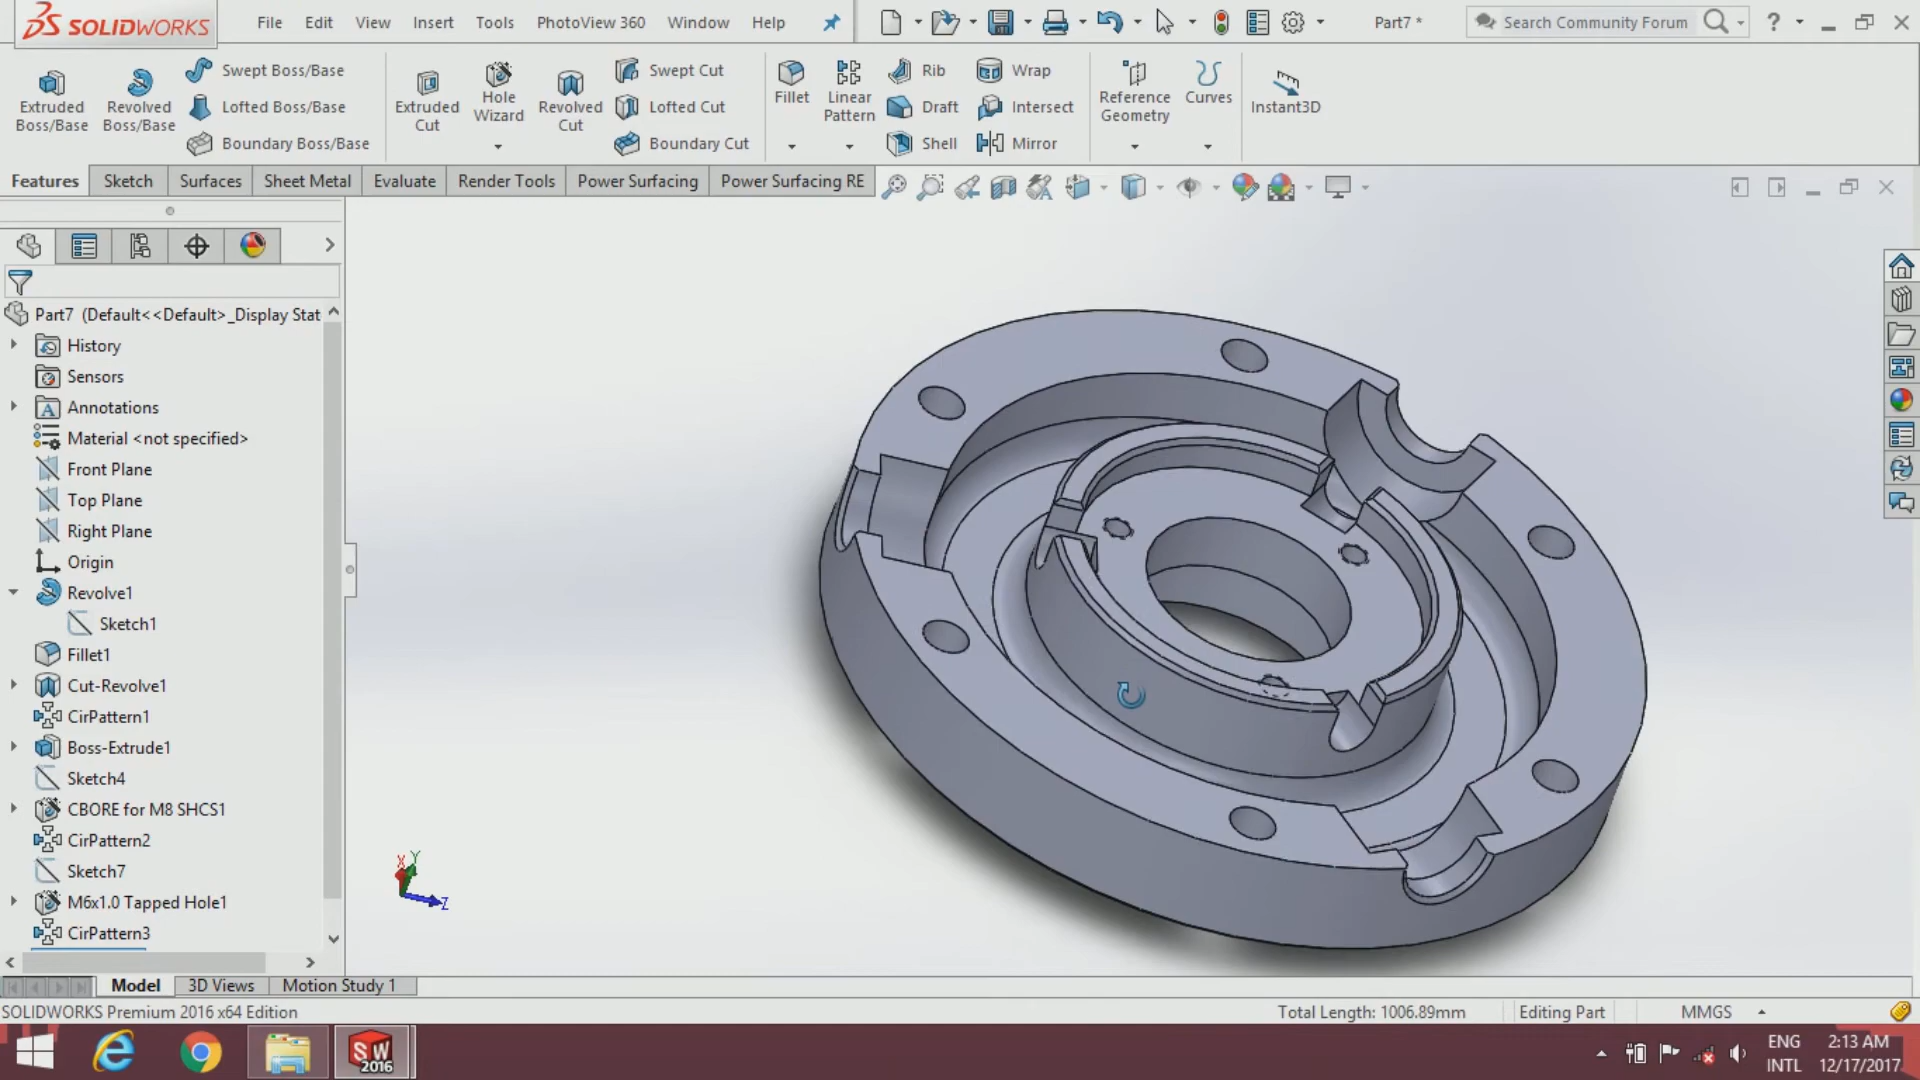 SOLIDWORKS
File Edit View Insert Tools PhotoView 360 Window Help
Part7 *
Search Community Forum
?
Extruded Boss/Base
Revolved Boss/Base
Swept Boss/Base
Lofted Boss/Base
Boundary Boss/Base
Extruded Cut
Hole Wizard
Revolved Cut
Swept Cut
Lofted Cut
Boundary Cut
Fillet
Linear Pattern
Rib
Draft
Shell
Wrap
Intersect
Mirror
Reference Geometry
Curves
Instant3D
Features Sketch Surfaces Sheet Metal Evaluate Render Tools Power Surfacing Power Surfacing RE
Part7 (Default<<Default>_Display Stat
History
Sensors
Annotations
Material <not specified>
Front Plane
Top Plane
Right Plane
Origin
Revolve1
Sketch1
Fillet1
Cut-Revolve1
CirPattern1
Boss-Extrude1
Sketch4
CBORE for M8 SHCS1
CirPattern2
Sketch7
M6x1.0 Tapped Hole1
CirPattern3
X Y Z
Model 3D Views Motion Study 1
SOLIDWORKS Premium 2016 x64 Edition
Total Length: 1006.89mm Editing Part MMGS
SW 2016
ENG 2:13 AM
INTL 12/17/2017